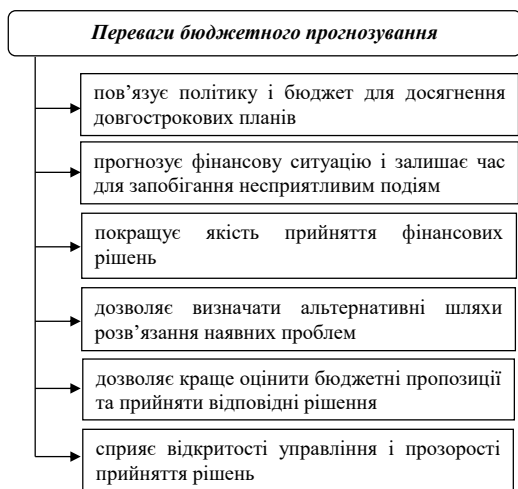 Переваги бюджетного прогнозування
пов’язує політику і бюджет для досягнення
довгострокових планів
прогнозує фінансову ситуацію і залишає час
для запобігання несприятливим подіям
покращує якість прийняття фінансових
рішень
дозволяє визначати альтернативні шляхи
розв’язання наявних проблем
дозволяє краще оцінити бюджетні пропозиції
та прийняти відповідні рішення
сприяє відкритості управління і прозорості
прийняття рішень